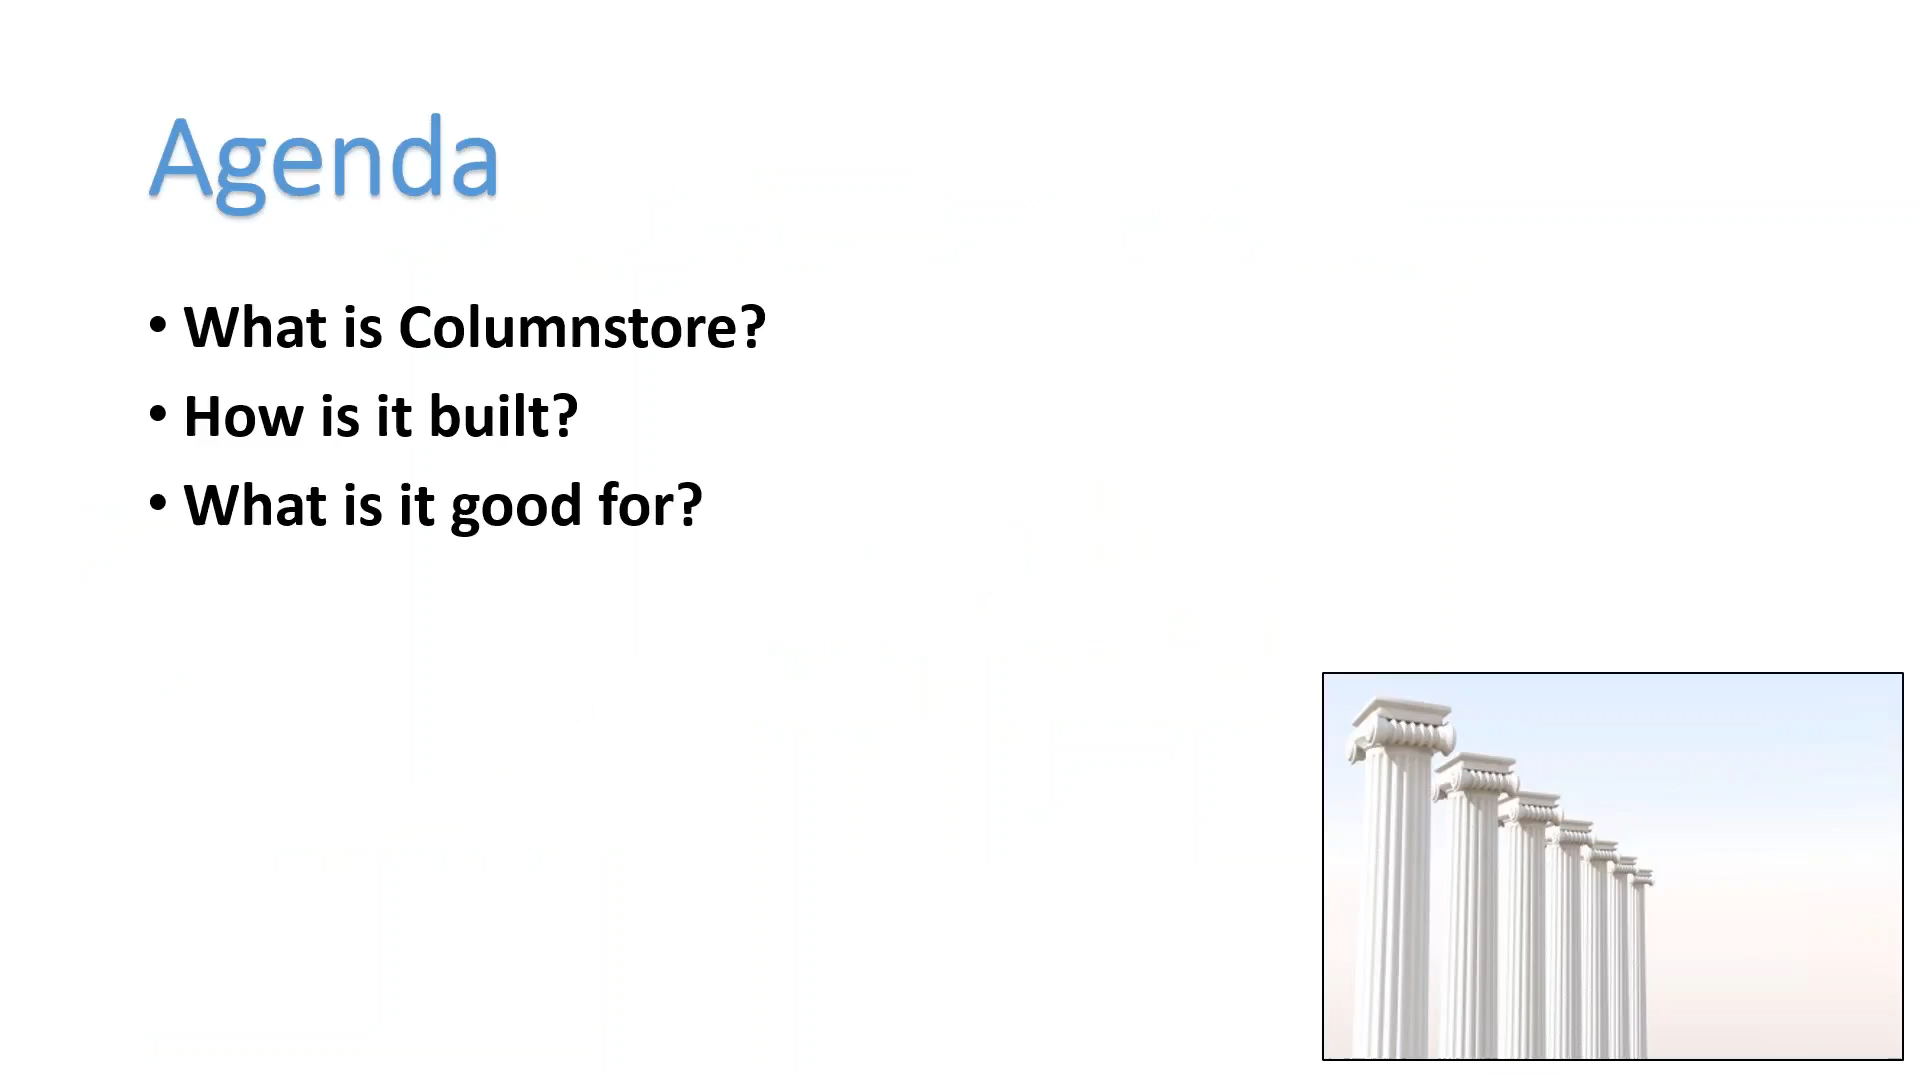 Agenda
• What is Columnstore?
• How is it built?
• What is it good for?